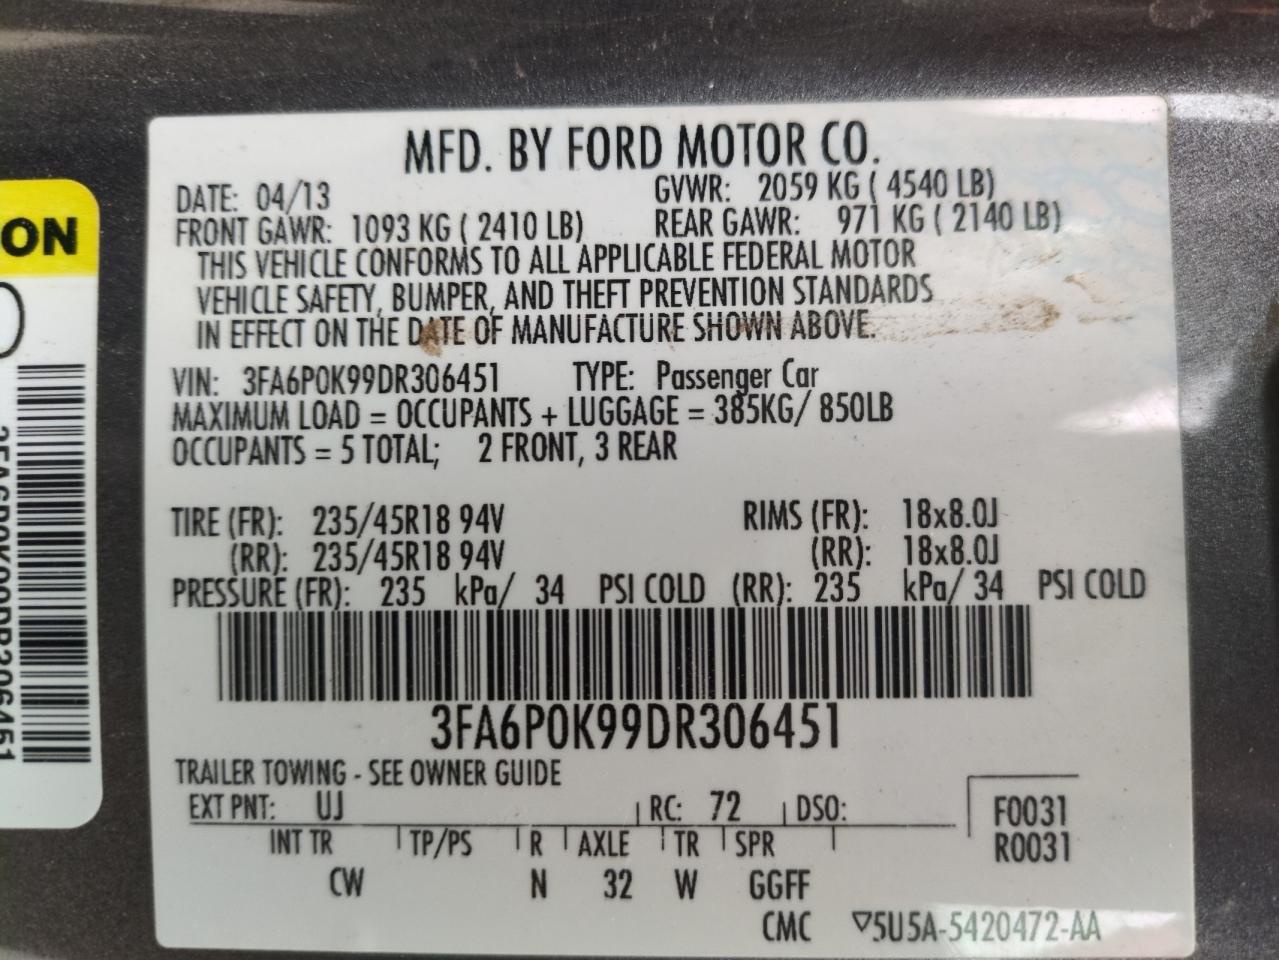 MFD. BY FORD MOTOR CO.
DATE: 04/13 GVWR: 2059 KG ( 4540 LB)
FRONT GAWR: 1093 KG ( 2410 LB) REAR GAWR: 971 KG ( 2140 LB)
THIS VEHICLE CONFORMS TO ALL APPLICABLE FEDERAL MOTOR
VEHICLE SAFETY, BUMPER, AND THEFT PREVENTION STANDARDS
IN EFFECT ON THE DATE OF MANUFACTURE SHOWN ABOVE.
VIN: 3FA6P0K99DR306451 TYPE: Passenger Car
MAXIMUM LOAD = OCCUPANTS + LUGGAGE = 385KG/ 850LB
OCCUPANTS = 5 TOTAL; 2 FRONT, 3 REAR
TIRE (FR): 235/45R18 94V RIMS (FR): 18x8.0J
(RR): 235/45R18 94V (RR): 18x8.0J
PRESSURE (FR): 235 kPa/ 34 PSI COLD (RR): 235 kPa/ 34 PSI COLD
3FA6P0K99DR306451
TRAILER TOWING - SEE OWNER GUIDE
EXT PNT: UJ RC: 72 DSO: F0031
INT TR TP/PS R AXLE TR SPR R0031
CW N 32 W GGFF
CMC ▽5U5A-5420472-AA
ON
3FA6P0K99DR306451